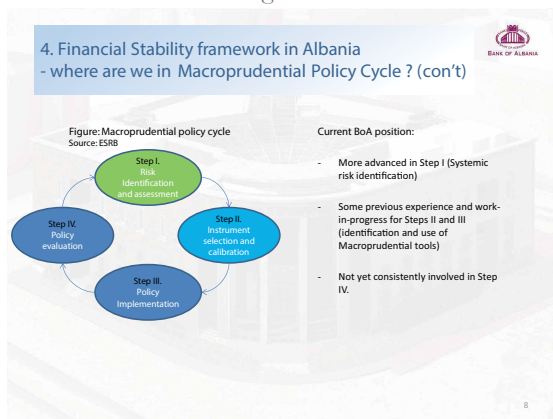 4. Financial Stability framework in Albania
- where are we in Macroprudential Policy Cycle ? (con't)
BANK OF ALBANIA
Figure: Macroprudential policy cycle
Source: ESRB
Step I.
Risk
Identification
and assessment
Step II.
Instrument
selection and
calibration
Step III.
Policy
Implementation
Step IV.
Policy
evaluation
Current BoA position:
- More advanced in Step I (Systemic
risk identification)
- Some previous experience and work-
in-progress for Steps II and III
(identification and use of
Macroprudential tools)
- Not yet consistently involved in Step
IV.
8